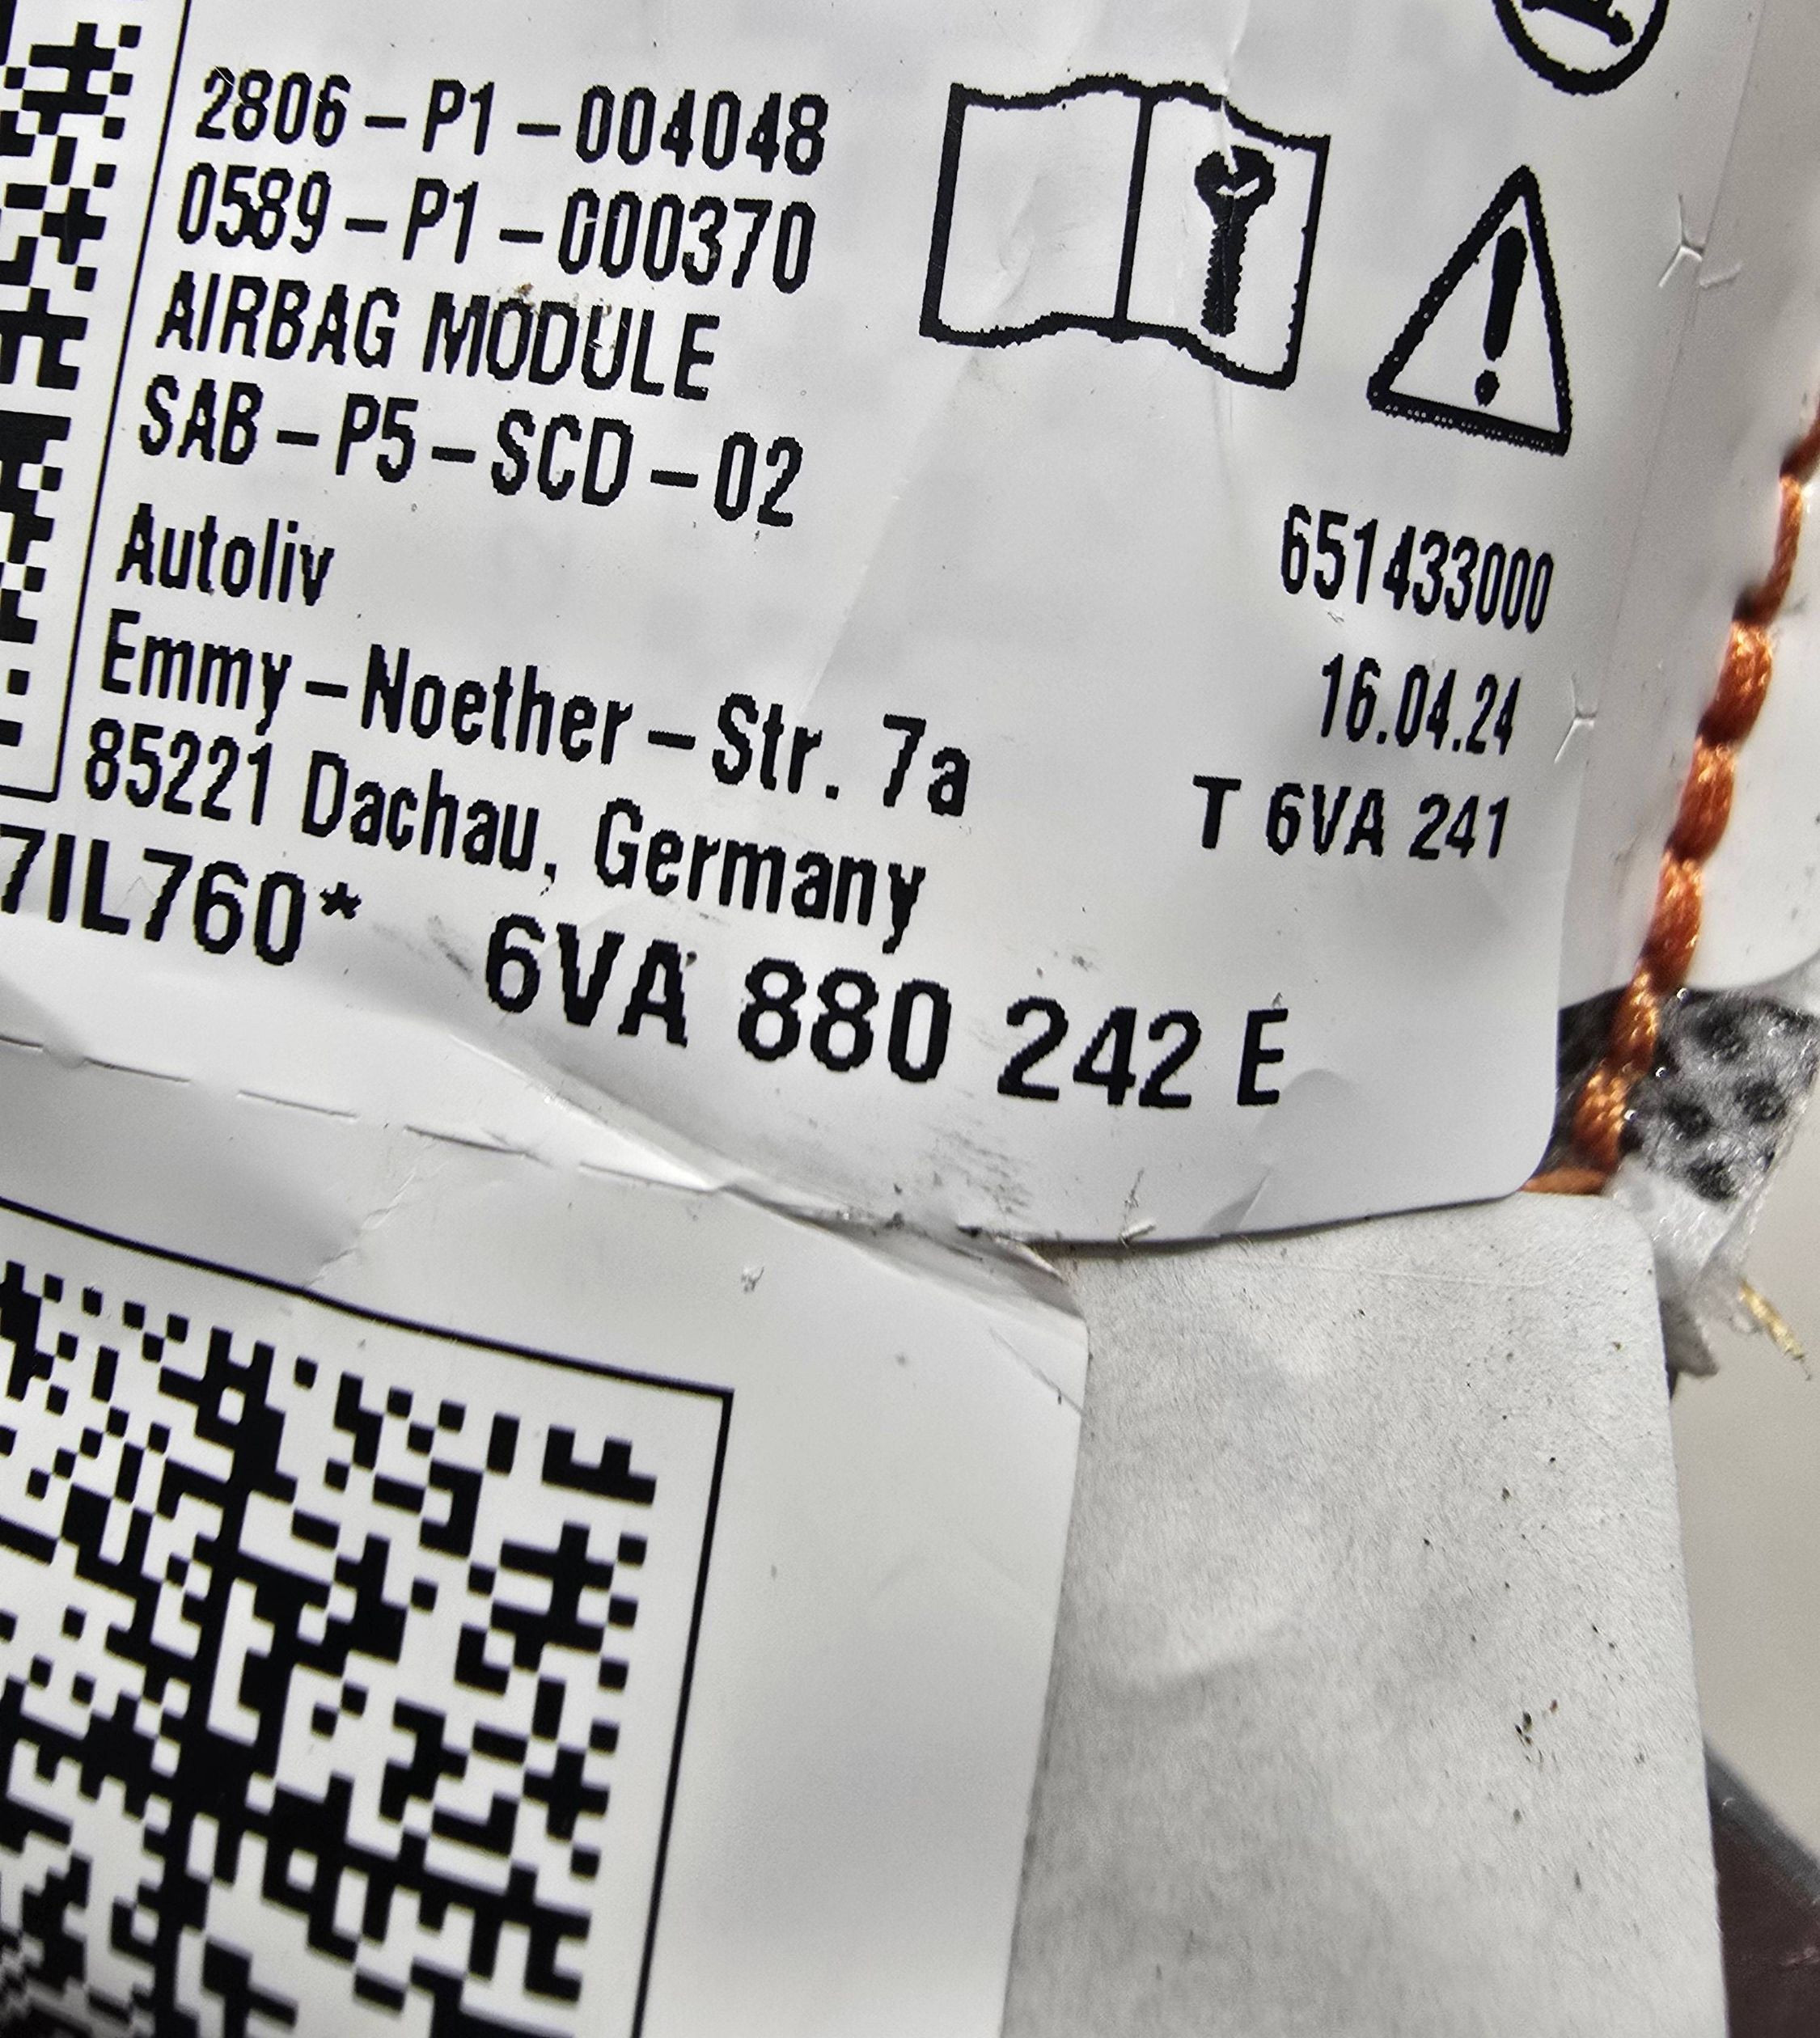 2806-P1-004048
0589-P1-000370
AIRBAG MODULE
SAB-P5-SCD-02
Autoliv
Emmy-Noether-Str. 7a
85221 Dachau, Germany
651433000
16.04.24
T 6VA 241
7IL760* 6VA 880 242 E